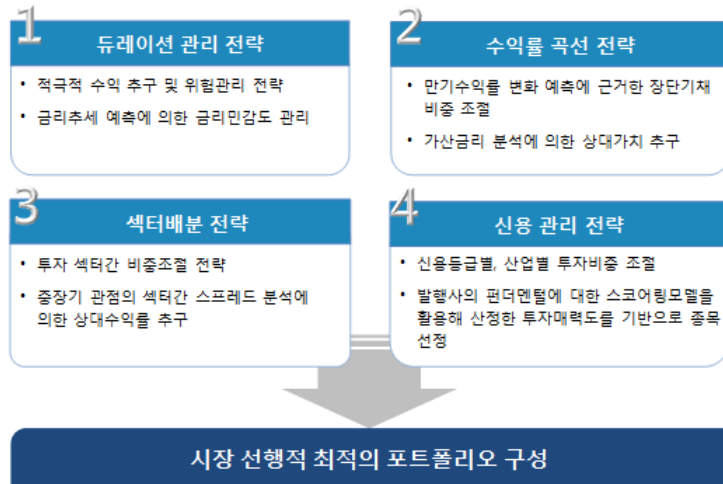 1
듀레이션 관리 전략
• 적극적 수익 추구 및 위험관리 전략
• 금리추세 예측에 의한 금리민감도 관리
2
수익률 곡선 전략
• 만기수익률 변화 예측에 근거한 장단기채
비중 조절
• 가산금리 분석에 의한 상대가치 추구
3
섹터배분 전략
• 투자 섹터간 비중조절 전략
• 중장기 관점의 섹터간 스프레드 분석에
의한 상대수익률 추구
4
신용 관리 전략
• 신용등급별, 산업별 투자비중 조절
• 발행사의 펀더멘털에 대한 스코어링모델을
활용해 산정한 투자매력도를 기반으로 종목
선정
시장 선행적 최적의 포트폴리오 구성